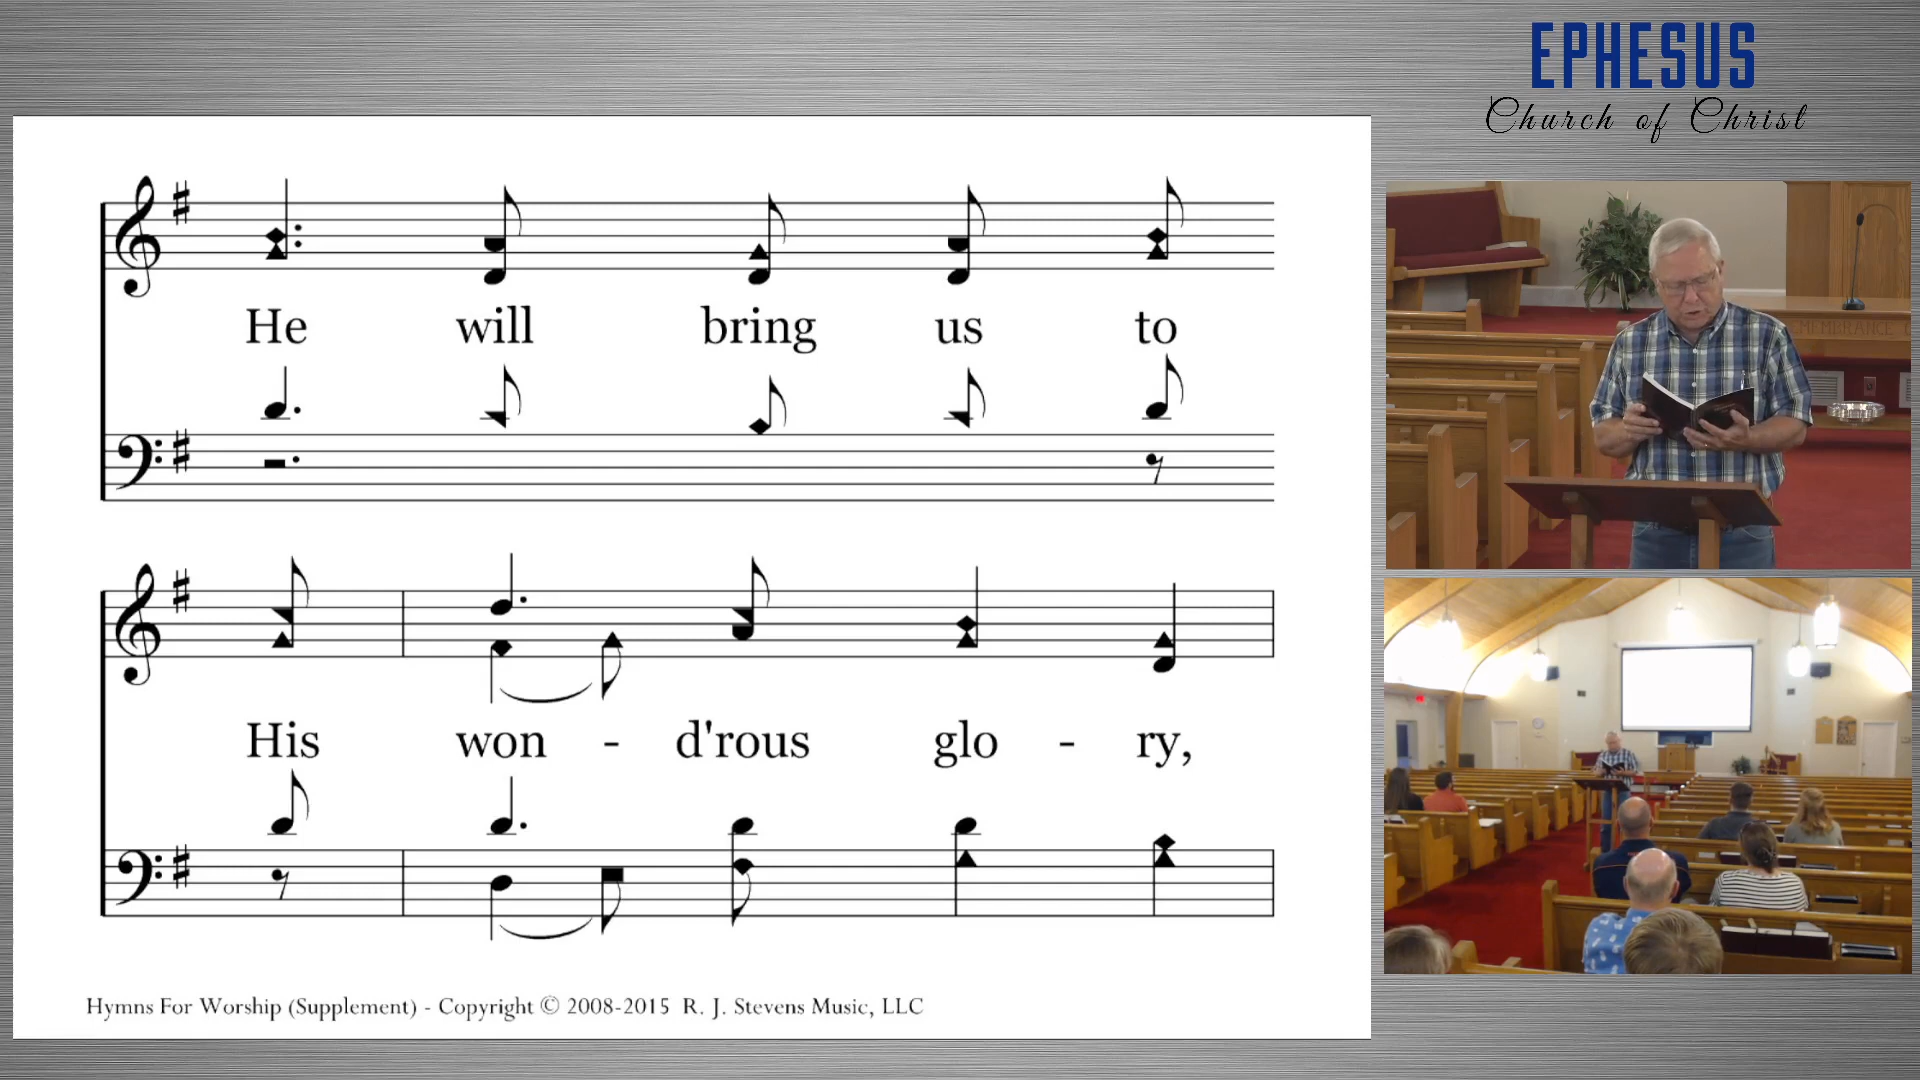 EPHESUS
Church of Christ
He will bring us to
His won - d'rous glo - ry,
Hymns For Worship (Supplement) - Copyright © 2008-2015 R. J. Stevens Music, LLC
EMEMBRANCE